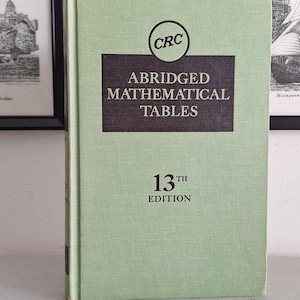 CRC
ABRIDGED
MATHEMATICAL
TABLES
13TH
EDITION